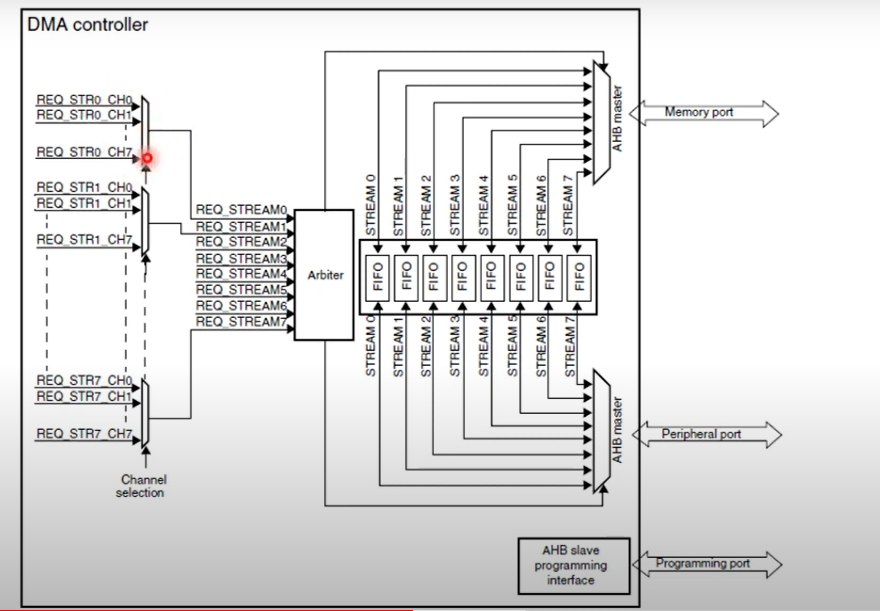 DMA controller
REQ_STR0_CH0
REQ_STR0_CH1
REQ_STR0_CH7
REQ_STR1_CH0
REQ_STR1_CH1
REQ_STR1_CH7
REQ_STR7_CH0
REQ_STR7_CH1
REQ_STR7_CH7
Channel
selection
REQ_STREAM0
REQ_STREAM1
REQ_STREAM2
REQ_STREAM3
REQ_STREAM4
REQ_STREAM5
REQ_STREAM6
REQ_STREAM7
Arbiter
STREAM 0
STREAM 1
STREAM 2
STREAM 3
STREAM 4
STREAM 5
STREAM 6
STREAM 7
FIFO
FIFO
FIFO
FIFO
FIFO
FIFO
FIFO
FIFO
STREAM 0
STREAM 1
STREAM 2
STREAM 3
STREAM 4
STREAM 5
STREAM 6
STREAM 7
AHB master
Memory port
AHB master
Peripheral port
AHB slave
programming
interface
Programming port